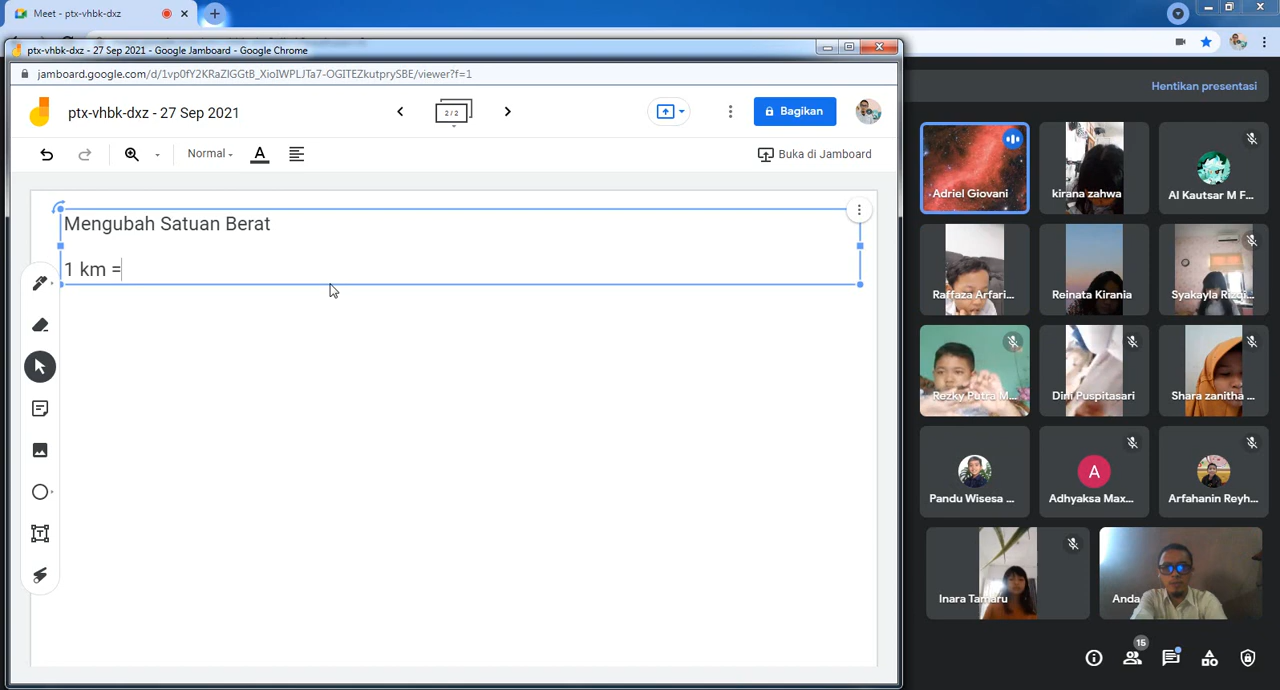 Meet - ptx-vhbk-dxz
ptx-vhbk-dxz - 27 Sep 2021 - Google Jamboard - Google Chrome
jamboard.google.com/d/1vp0fY2KRaZIGGtB_XioIWPLJTa7-OGITEZkutprySBE/viewer?f=1
ptx-vhbk-dxz - 27 Sep 2021
2 / 2
Bagikan
Normal
A
Buka di Jamboard
Mengubah Satuan Berat
1 km =
T
Hentikan presentasi
Adriel Giovani
kirana zahwa
Al Kautsar M F...
Raffaza Arfari...
Reinata Kirania
Syakayla Rizqi...
Rezky Putra M...
Dini Puspitasari
Shara zanitha ...
Pandu Wisesa ...
A
Adhyaksa Max...
Arfahanin Reyh...
Inara Tamaru
Anda
15